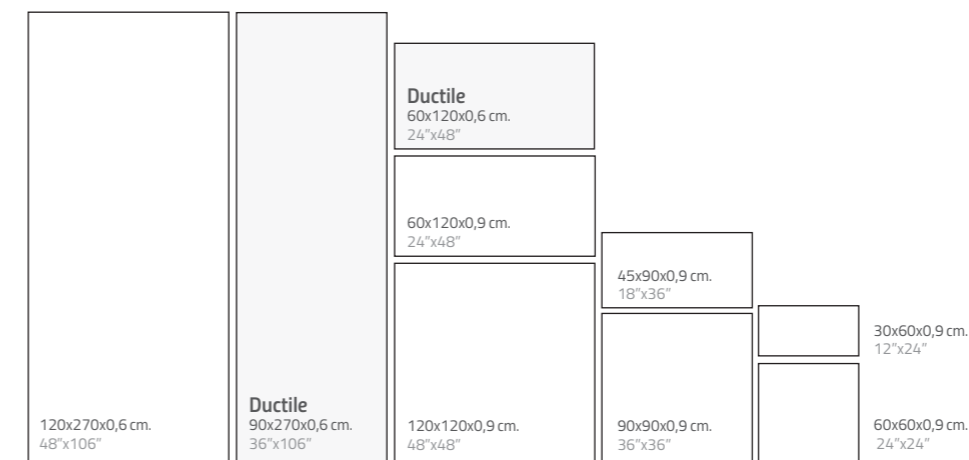 120x270x0,6 cm.
48"x106"
Ductile
90x270x0,6 cm.
36"x106"
Ductile
60x120x0,6 cm.
24"x48"
60x120x0,9 cm.
24"x48"
120x120x0,9 cm.
48"x48"
45x90x0,9 cm.
18"x36"
90x90x0,9 cm.
36"x36"
30x60x0,9 cm.
12"x24"
60x60x0,9 cm.
24"x24"